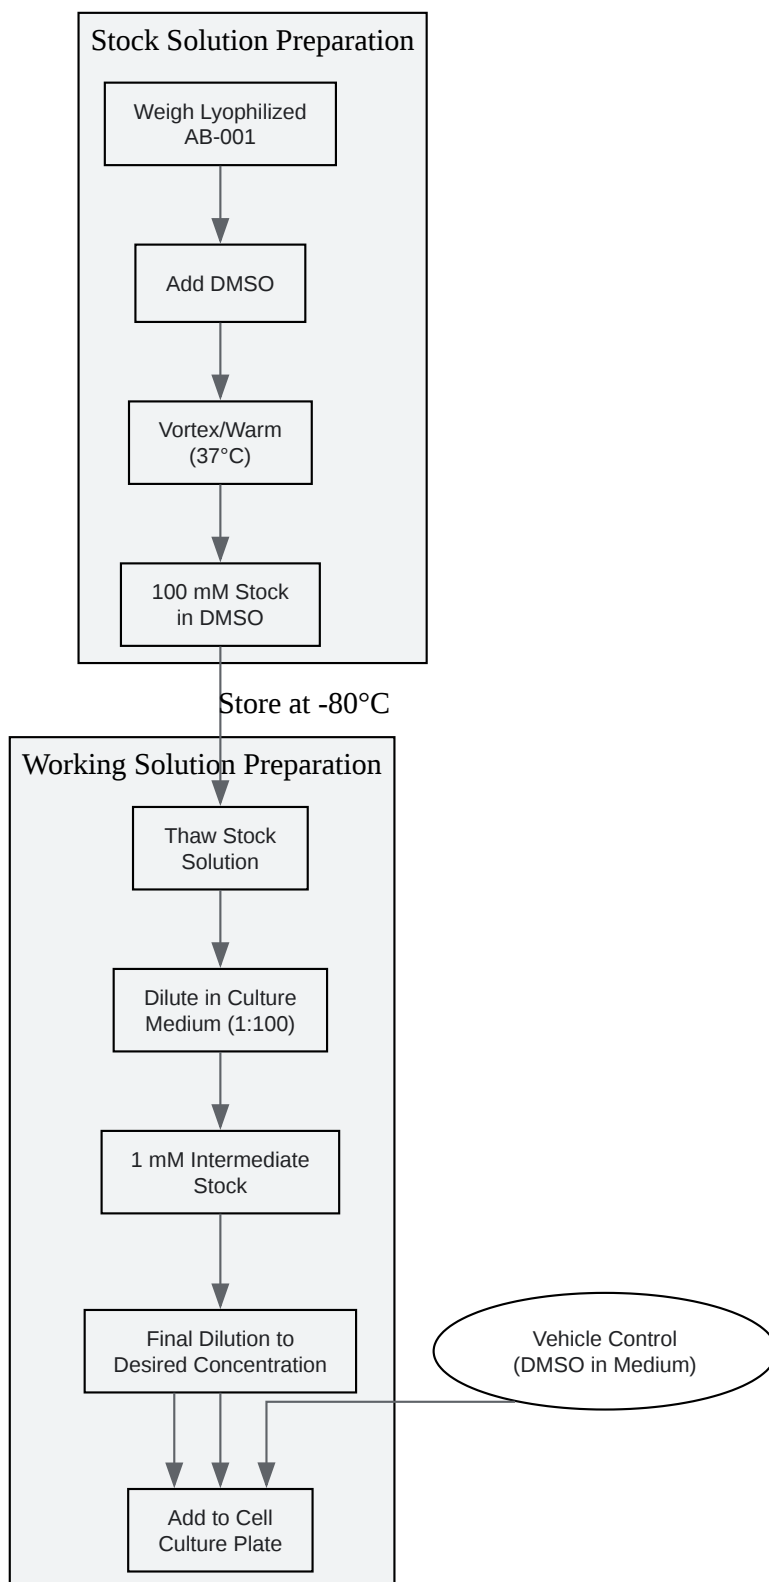 Stock Solution Preparation
Weigh Lyophilized
AB-001
Add DMSO
Vortex/Warm
(37°C)
100 mM Stock
in DMSO
Store at -80°C
Working Solution Preparation
Thaw Stock
Solution
Dilute in Culture
Medium (1:100)
1 mM Intermediate
Stock
Final Dilution to
Desired Concentration
Vehicle Control
(DMSO in Medium)
Add to Cell
Culture Plate